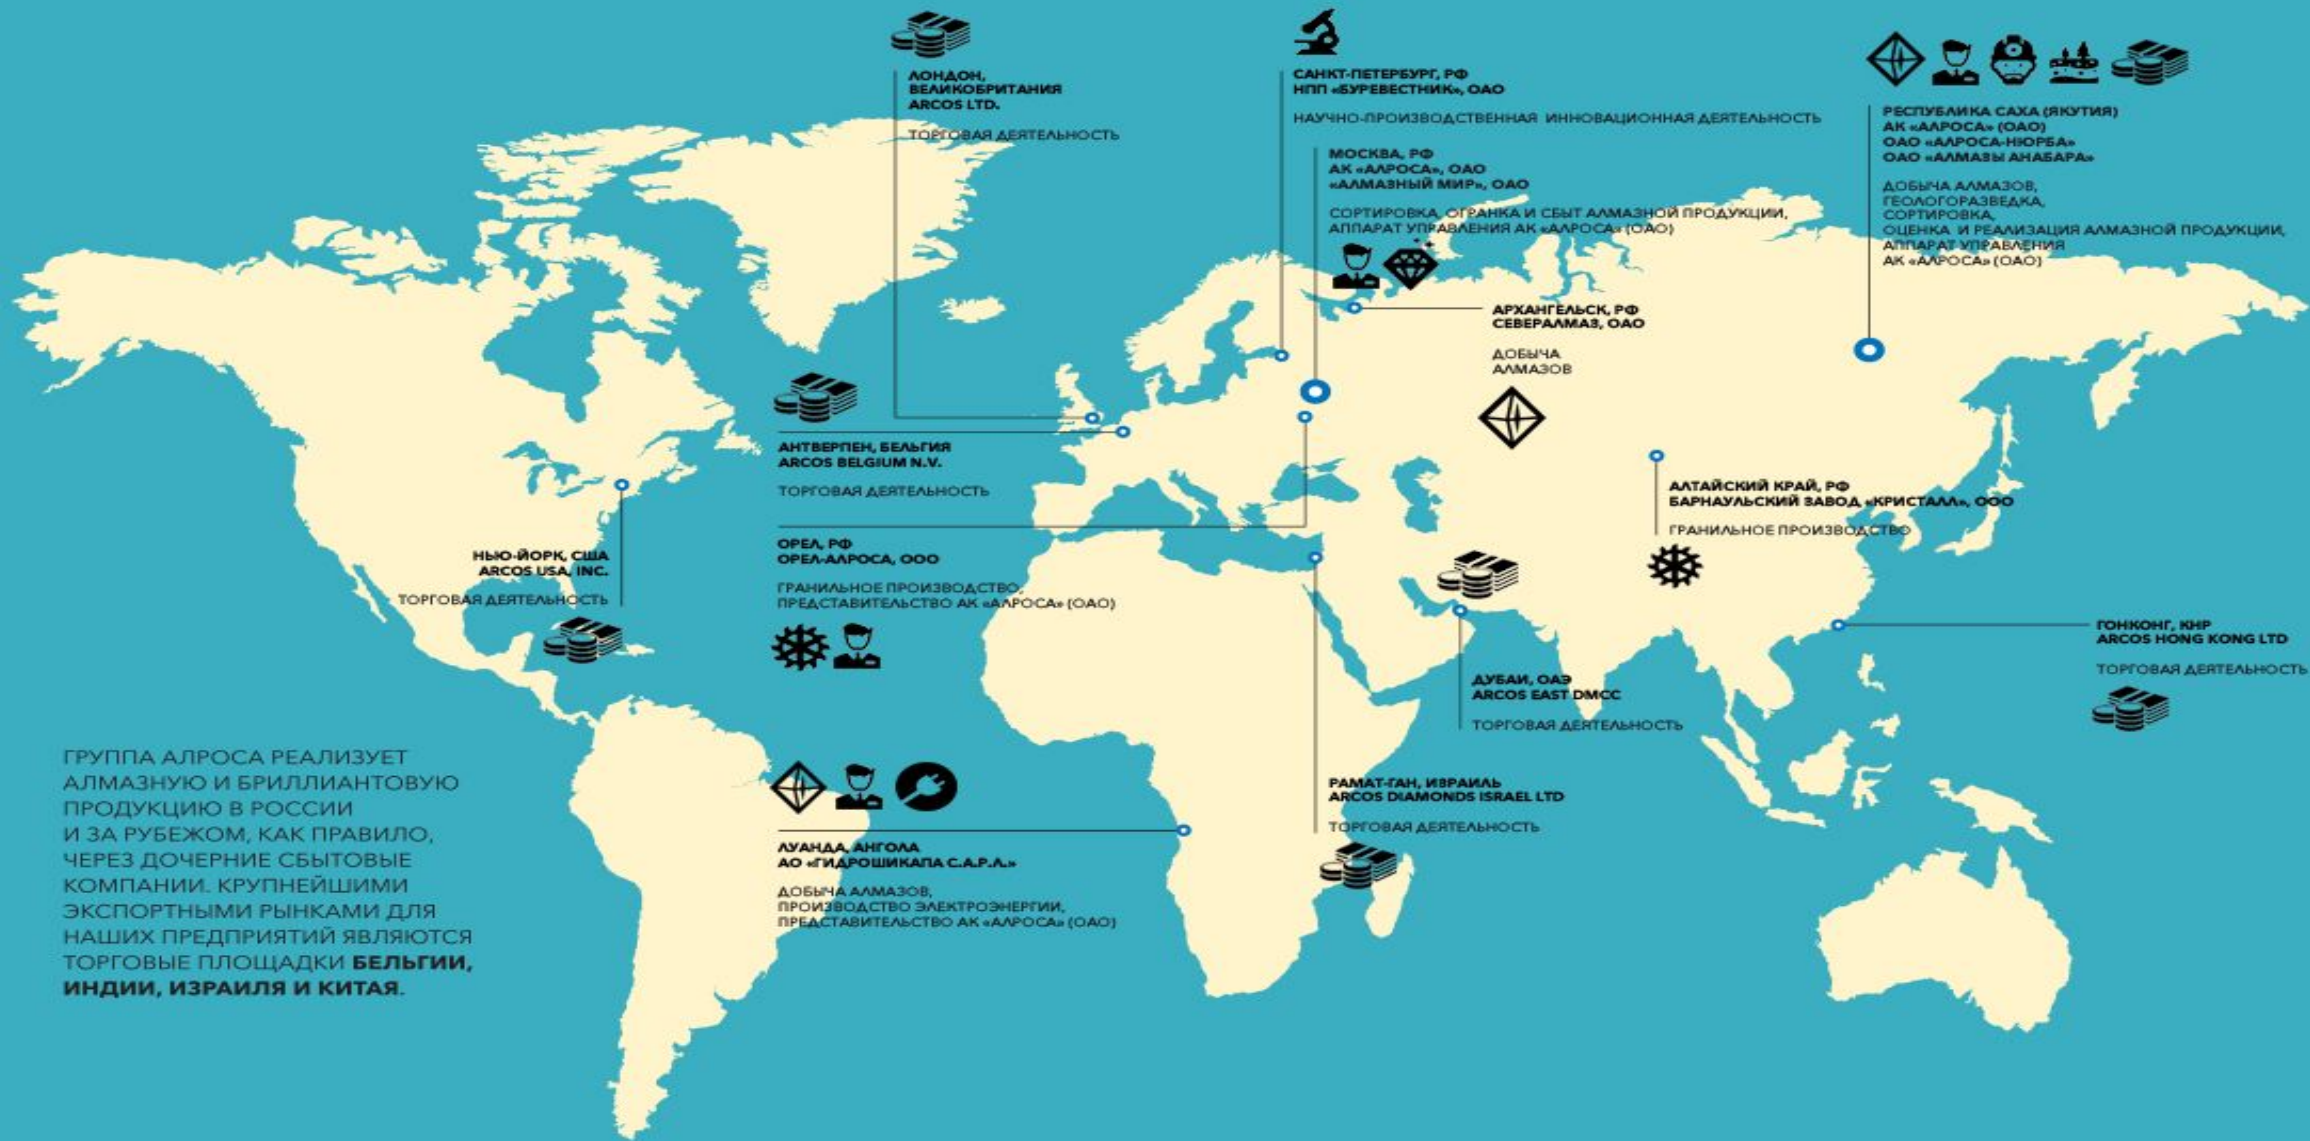 ЛОНДОН,
ВЕЛИКОБРИТАНИЯ
ARCOS LTD.
ТОРГОВАЯ ДЕЯТЕЛЬНОСТЬ
САНКТ-ПЕТЕРБУРГ, РФ
НПП «БУРЕВЕСТНИК», ОАО
НАУЧНО-ПРОИЗВОДСТВЕННАЯ ИННОВАЦИОННАЯ ДЕЯТЕЛЬНОСТЬ
МОСКВА, РФ
АК «АЛРОСА», ОАО
«АЛМАЗНЫЙ МИР», ОАО
СОРТИРОВКА, ОГРАНКА И СБЫТ АЛМАЗНОЙ ПРОДУКЦИИ,
АППАРАТ УПРАВЛЕНИЯ АК «АЛРОСА» (ОАО)
РЕСПУБЛИКА САХА (ЯКУТИЯ)
АК «АЛРОСА» (ОАО)
ОАО «АЛРОСА-НЮРБА»
ОАО «АЛМАЗЫ АНАБАРА»
ДОБЫЧА АЛМАЗОВ,
ГЕОЛОГОРАЗВЕДКА,
СОРТИРОВКА,
ОЦЕНКА И РЕАЛИЗАЦИЯ АЛМАЗНОЙ ПРОДУКЦИИ,
АППАРАТ УПРАВЛЕНИЯ
АК «АЛРОСА» (ОАО)
АРХАНГЕЛЬСК, РФ
СЕВЕРАЛМАЗ, ОАО
ДОБЫЧА
АЛМАЗОВ
АНТВЕРПЕН, БЕЛЬГИЯ
ARCOS BELGIUM N.V.
ТОРГОВАЯ ДЕЯТЕЛЬНОСТЬ
АЛТАЙСКИЙ КРАЙ, РФ
БАРНАУЛЬСКИЙ ЗАВОД «КРИСТАЛЛ», ООО
ГРАНИЛЬНОЕ ПРОИЗВОДСТВО
НЬЮ-ЙОРК, США
ARCOS USA, INC.
ТОРГОВАЯ ДЕЯТЕЛЬНОСТЬ
ОРЕЛ, РФ
ОРЕЛ-АЛРОСА, ООО
ГРАНИЛЬНОЕ ПРОИЗВОДСТВО,
ПРЕДСТАВИТЕЛЬСТВО АК «АЛРОСА» (ОАО)
ГОНКОНГ, КНР
ARCOS HONG KONG LTD
ТОРГОВАЯ ДЕЯТЕЛЬНОСТЬ
ДУБАИ, ОАЭ
ARCOS EAST DMCC
ТОРГОВАЯ ДЕЯТЕЛЬНОСТЬ
РАМАТ-ГАН, ИЗРАИЛЬ
ARCOS DIAMONDS ISRAEL LTD
ТОРГОВАЯ ДЕЯТЕЛЬНОСТЬ
ЛУАНДА, АНГОЛА
АО «ГИДРОШИКАПА С.А.Р.Л.»
ДОБЫЧА АЛМАЗОВ,
ПРОИЗВОДСТВО ЭЛЕКТРОЭНЕРГИИ,
ПРЕДСТАВИТЕЛЬСТВО АК «АЛРОСА» (ОАО)
ГРУППА АЛРОСА РЕАЛИЗУЕТ
АЛМАЗНУЮ И БРИЛЛИАНТОВУЮ
ПРОДУКЦИЮ В РОССИИ
И ЗА РУБЕЖОМ, КАК ПРАВИЛО,
ЧЕРЕЗ ДОЧЕРНИЕ СБЫТОВЫЕ
КОМПАНИИ. КРУПНЕЙШИМИ
ЭКСПОРТНЫМИ РЫНКАМИ ДЛЯ
НАШИХ ПРЕДПРИЯТИЙ ЯВЛЯЮТСЯ
ТОРГОВЫЕ ПЛОЩАДКИ БЕЛЬГИИ,
ИНДИИ, ИЗРАИЛЯ И КИТАЯ.